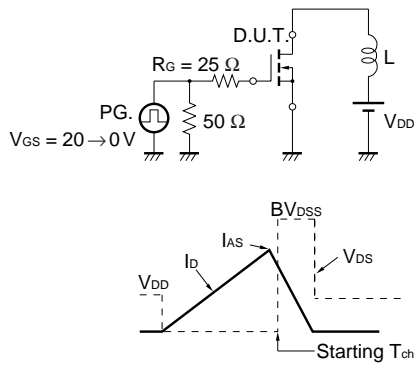 D.U.T.
RG = 25 Ω
L
PG.
50 Ω
VGS = 20 → 0 V
VDD
BVDSS
IAS
ID
VDS
VDD
Starting Tch